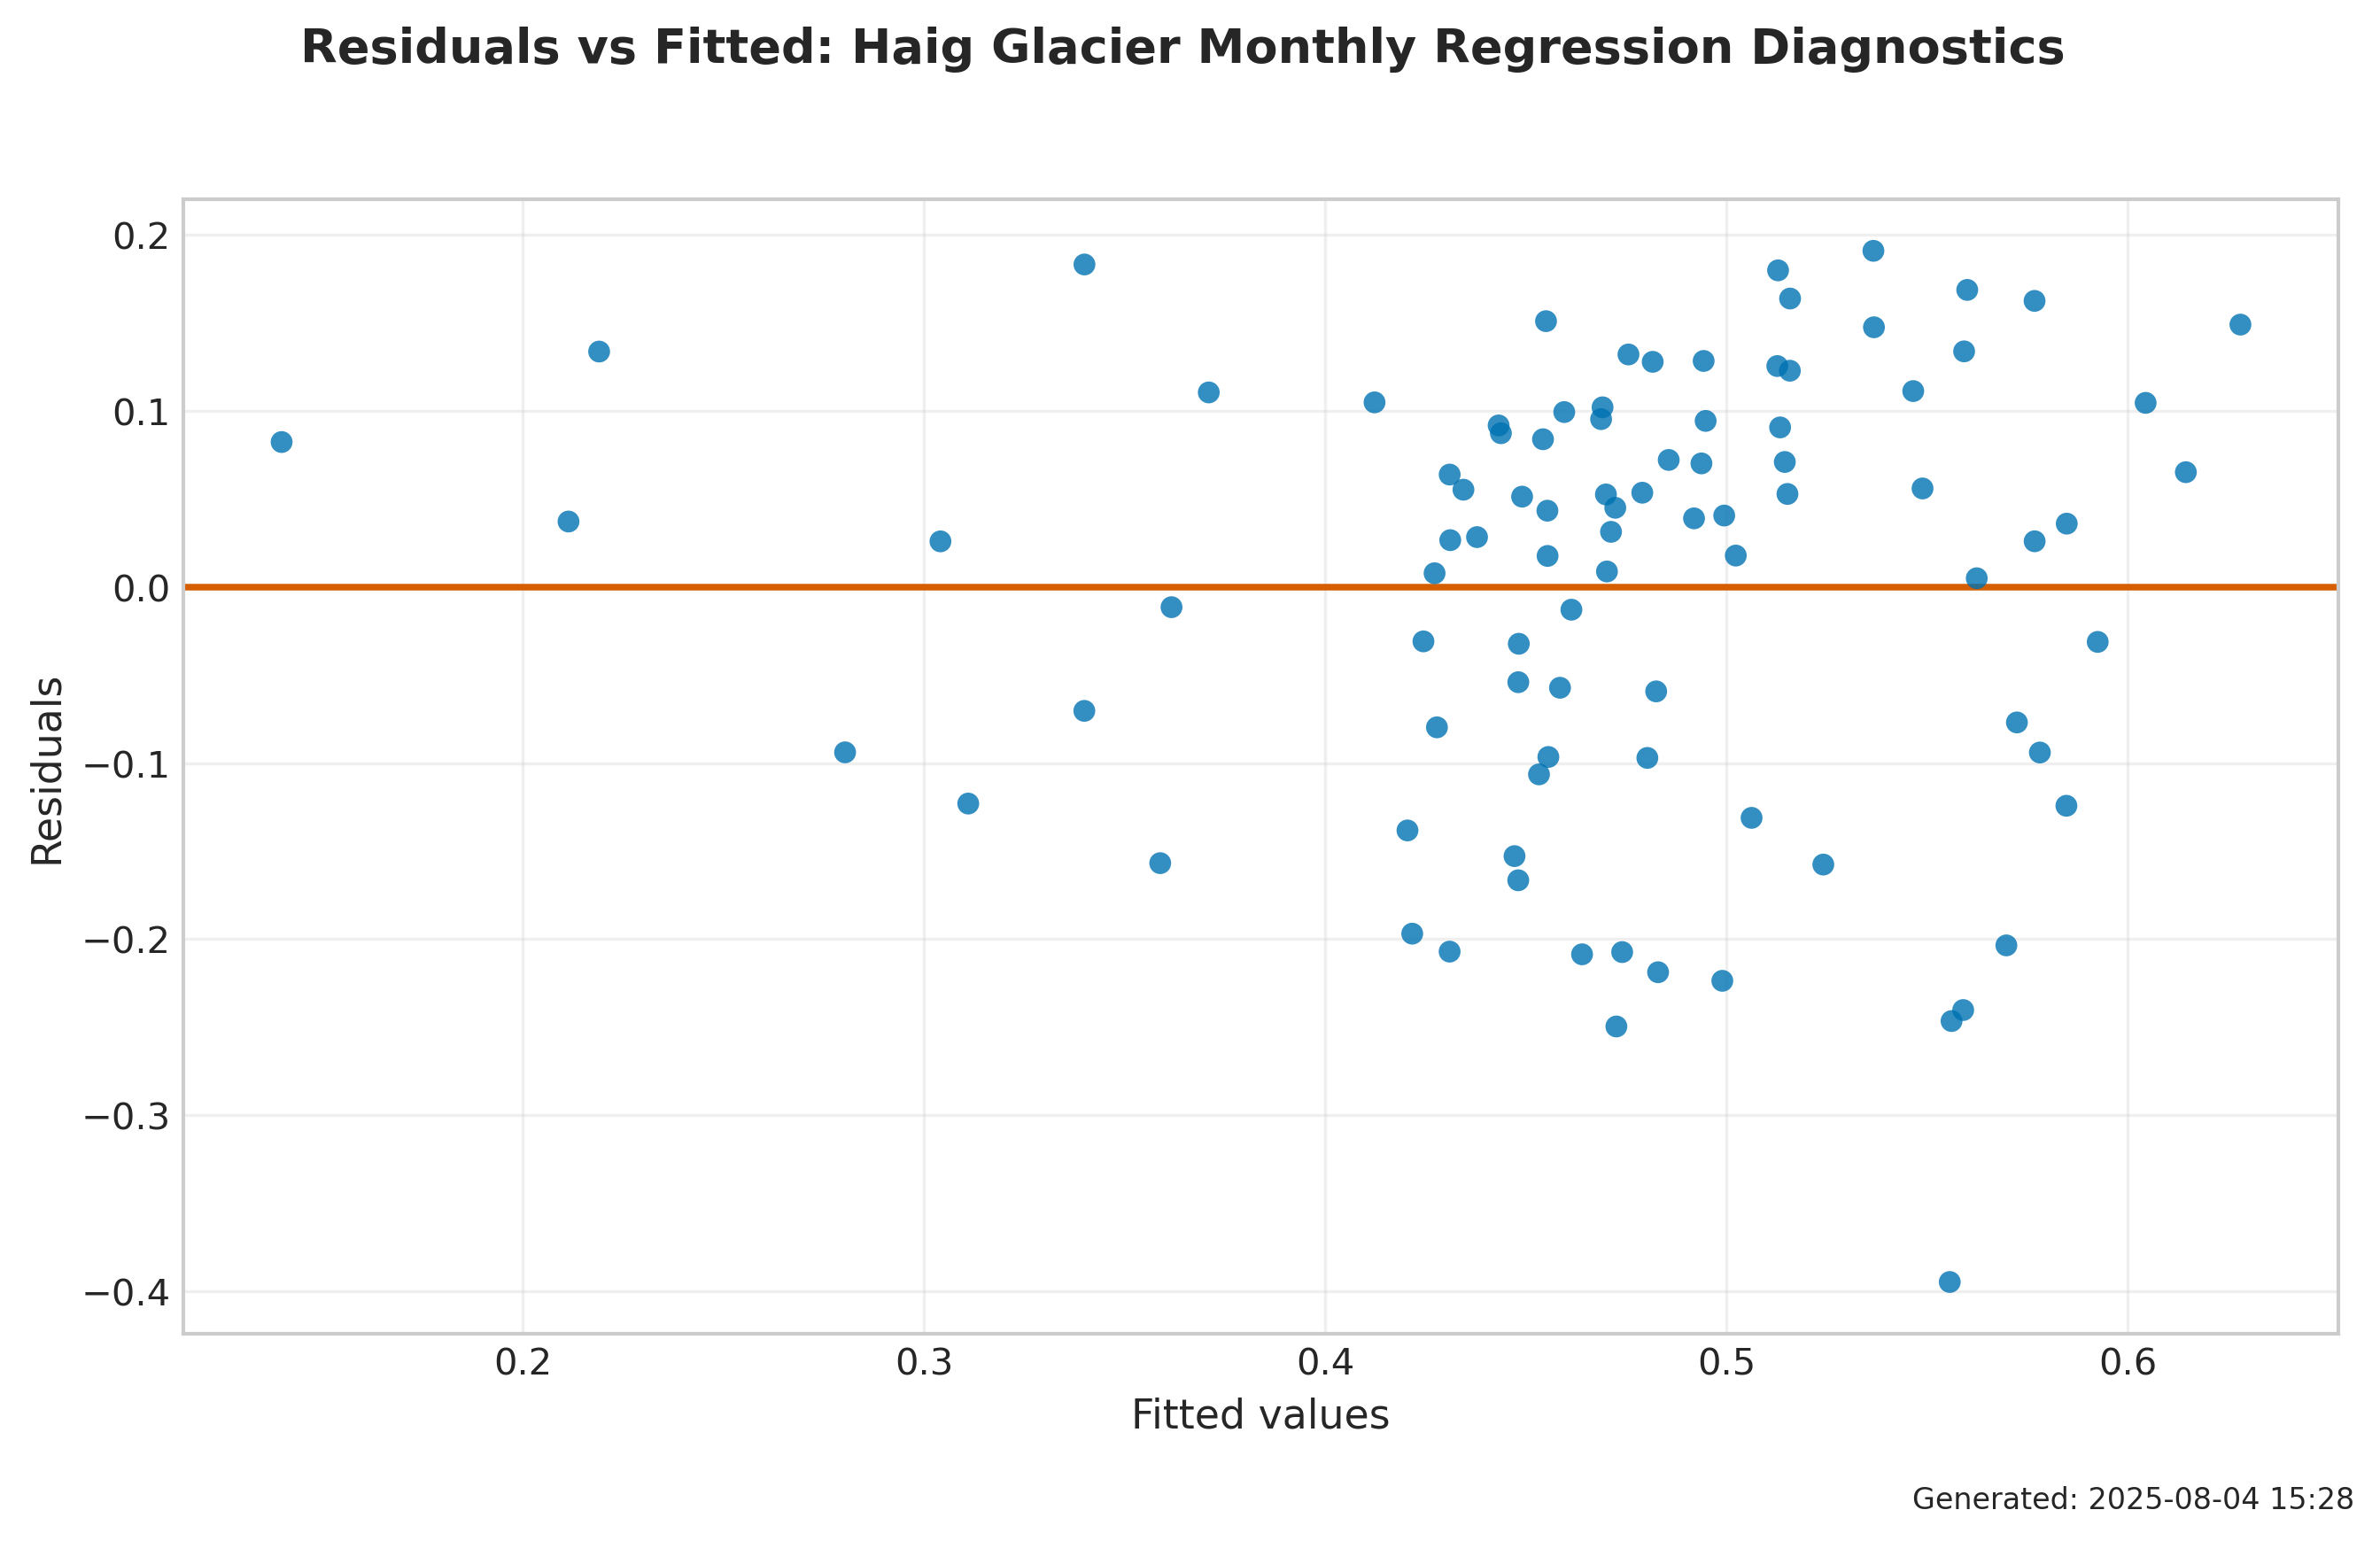 Residuals vs Fitted: Haig Glacier Monthly Regression Diagnostics
0.2
0.1
0.0
−0.1
−0.2
−0.3
−0.4
Residuals
0.2 0.3 0.4 0.5 0.6
Fitted values
Generated: 2025-08-04 15:28